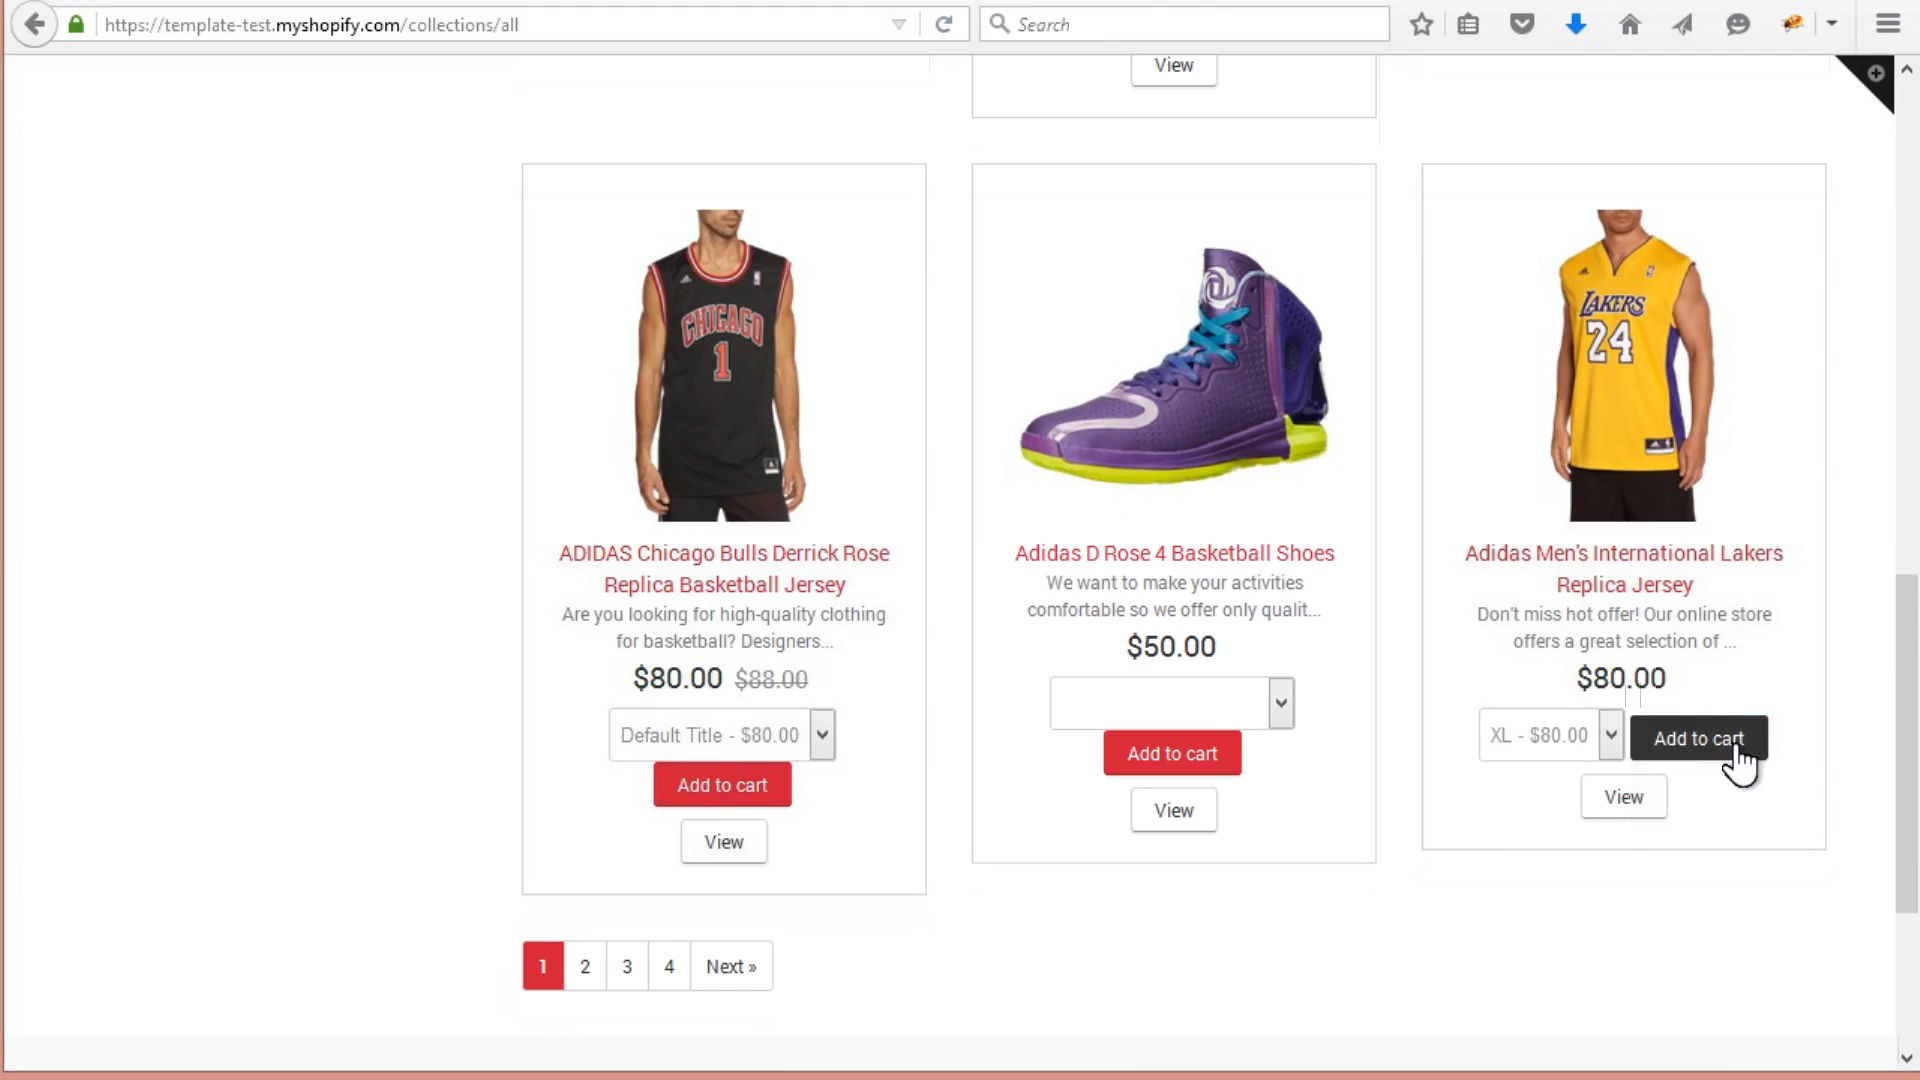 https://template-test.myshopify.com/collections/all
Search
View
CHICAGO
1
LAKERS
24
ADIDAS Chicago Bulls Derrick Rose
Replica Basketball Jersey
Are you looking for high-quality clothing
for basketball? Designers...
$80.00 $88.00
Default Title - $80.00
Add to cart
View
Adidas D Rose 4 Basketball Shoes
We want to make your activities
comfortable so we offer only qualit...
$50.00
Add to cart
View
Adidas Men's International Lakers
Replica Jersey
Don't miss hot offer! Our online store
offers a great selection of ...
$80.00
XL - $80.00
Add to cart
View
1 2 3 4 Next »